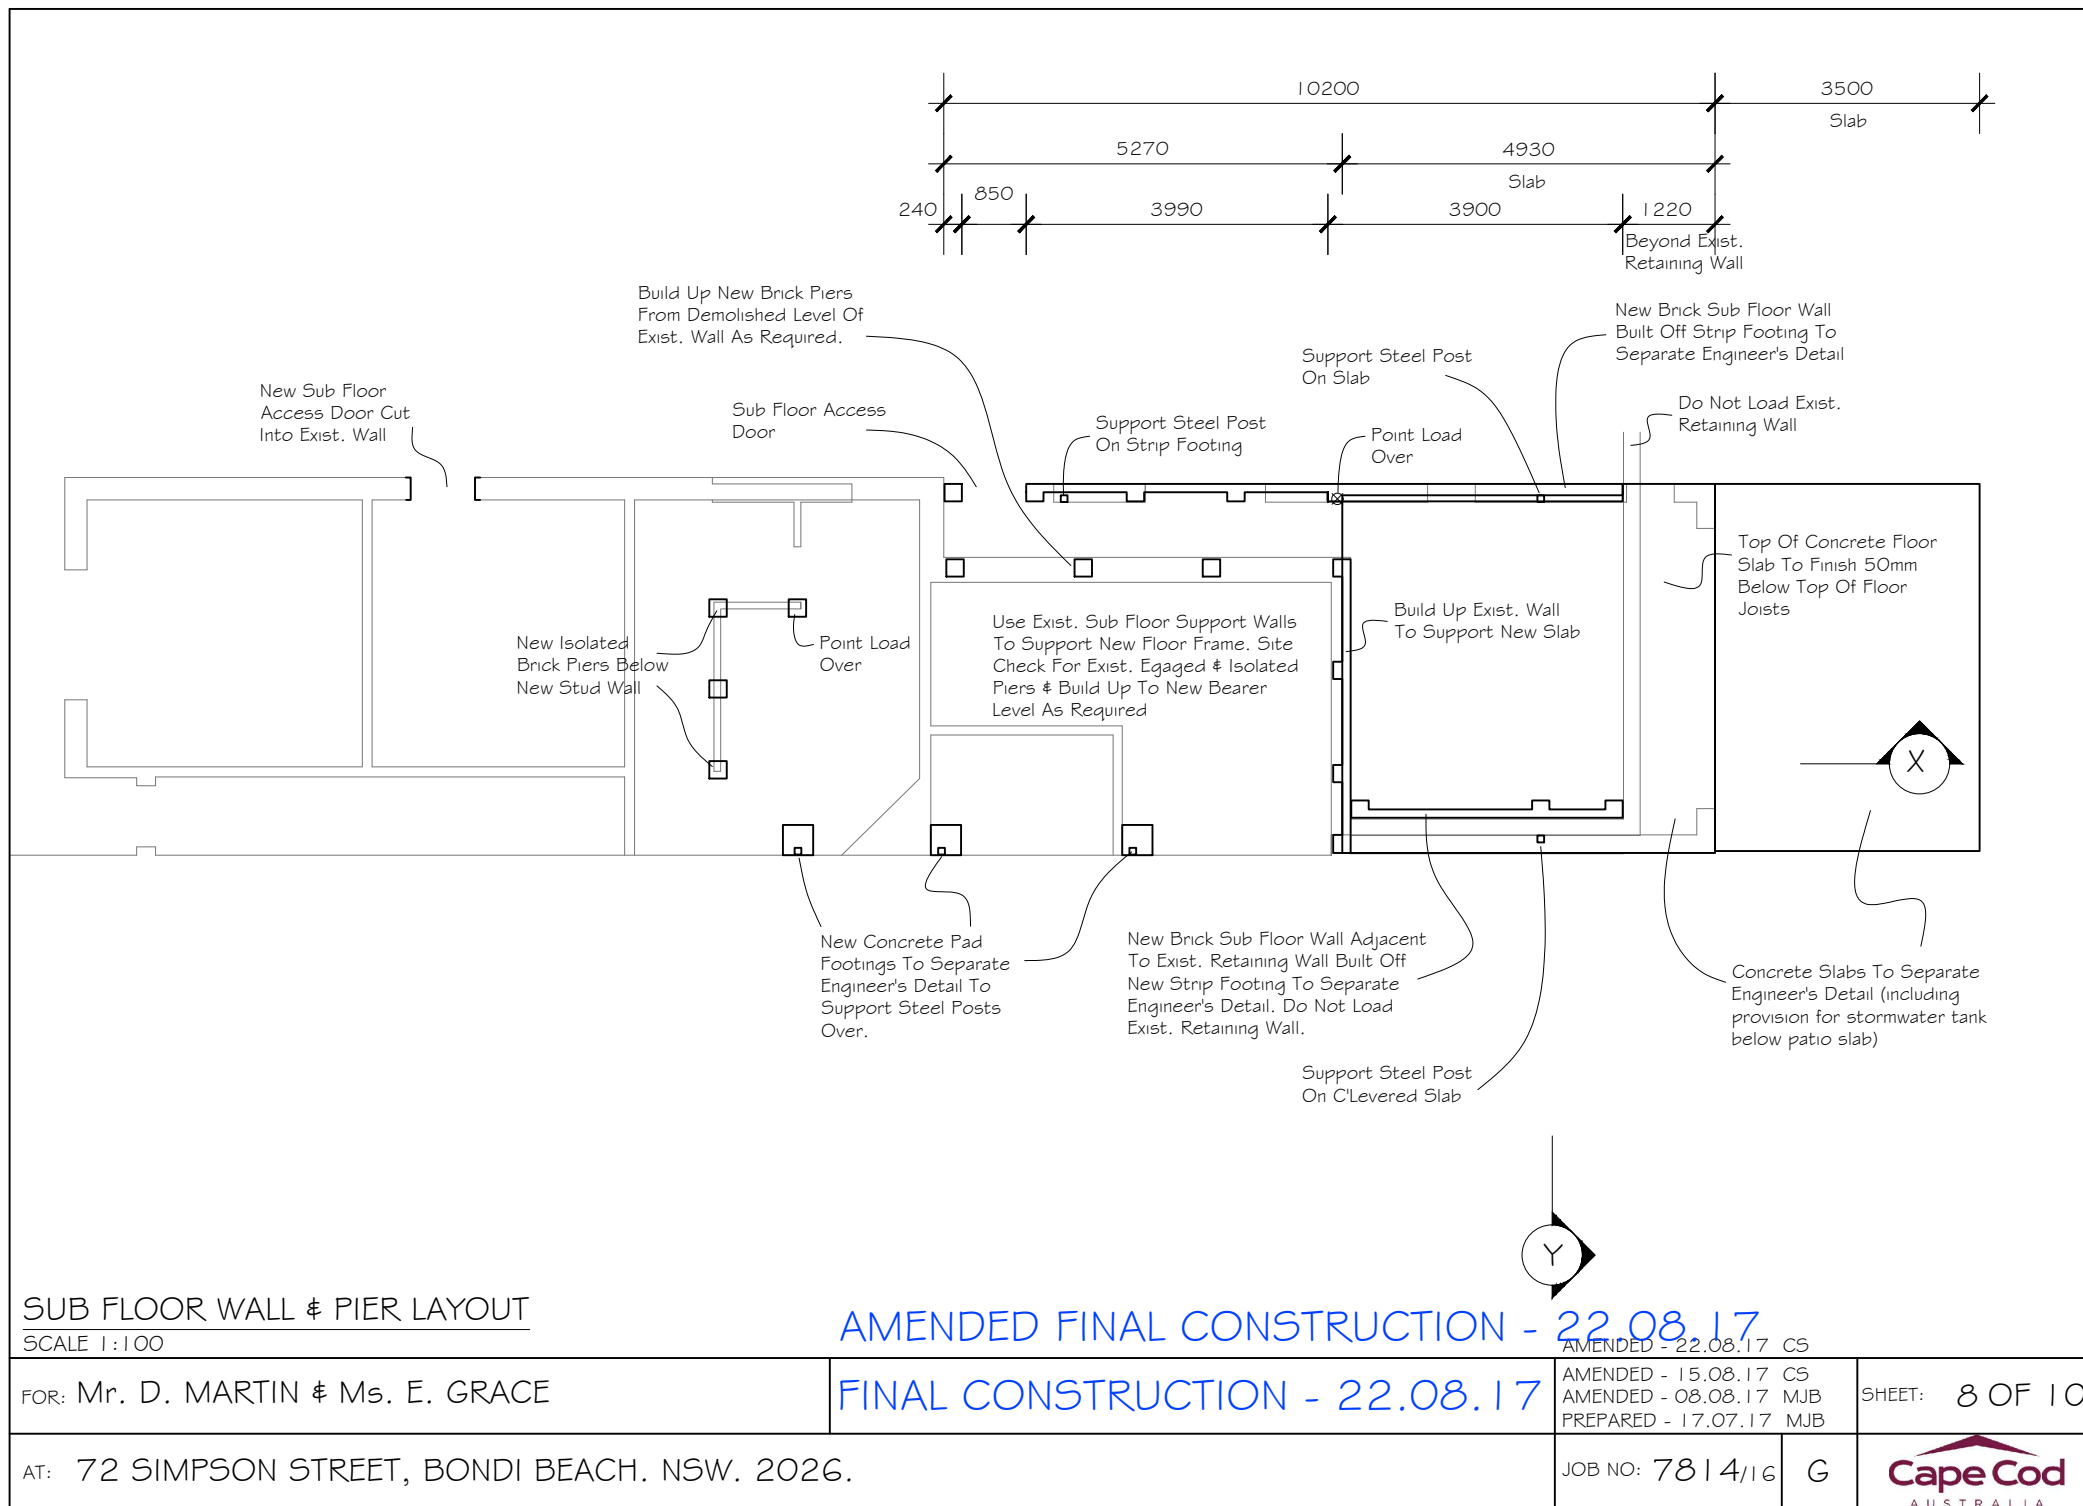 10200
3500
Slab
5270
4930
Slab
240
850
3990
3900
1220
Beyond Exist.
Retaining Wall
Build Up New Brick Piers
From Demolished Level Of
Exist. Wall As Required.
New Brick Sub Floor Wall
Built Off Strip Footing To
Separate Engineer's Detail
Support Steel Post
On Slab
New Sub Floor
Access Door Cut
Into Exist. Wall
Sub Floor Access
Door
Support Steel Post
On Strip Footing
Point Load
Over
Do Not Load Exist.
Retaining Wall
Top Of Concrete Floor
Slab To Finish 50mm
Below Top Of Floor
Joists
New Isolated
Brick Piers Below
New Stud Wall
Point Load
Over
Use Exist. Sub Floor Support Walls
To Support New Floor Frame. Site
Check For Exist. Egaged & Isolated
Piers & Build Up To New Bearer
Level As Required
Build Up Exist. Wall
To Support New Slab
X
New Concrete Pad
Footings To Separate
Engineer's Detail To
Support Steel Posts
Over.
New Brick Sub Floor Wall Adjacent
To Exist. Retaining Wall Built Off
New Strip Footing To Separate
Engineer's Detail. Do Not Load
Exist. Retaining Wall.
Concrete Slabs To Separate
Engineer's Detail (including
provision for stormwater tank
below patio slab)
Support Steel Post
On C'Levered Slab
Y
SUB FLOOR WALL & PIER LAYOUT
SCALE 1:100
AMENDED FINAL CONSTRUCTION - 22.08.17
AMENDED - 22.08.17 CS
FOR: Mr. D. MARTIN & Ms. E. GRACE
FINAL CONSTRUCTION - 22.08.17
AMENDED - 15.08.17 CS
AMENDED - 08.08.17 MJB
PREPARED - 17.07.17 MJB
SHEET: 8 OF 10
AT: 72 SIMPSON STREET, BONDI BEACH. NSW. 2026.
JOB NO: 7814/16
G
Cape Cod
AUSTRALIA